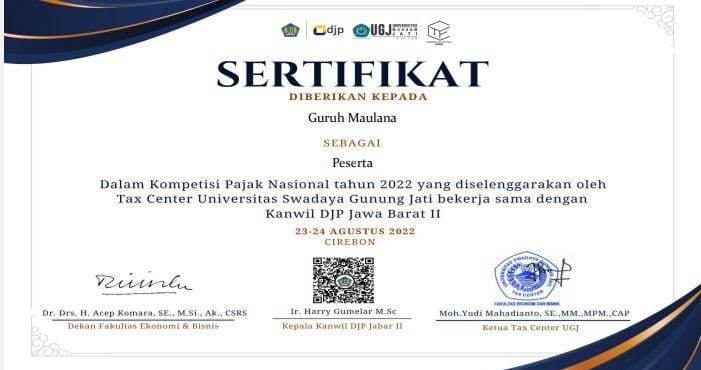 djp
UGJ UNIVERSITAS
GUNUNG
JATI
SERTIFIKAT
DIBERIKAN KEPADA
Guruh Maulana
SEBAGAI
Peserta
Dalam Kompetisi Pajak Nasional tahun 2022 yang diselenggarakan oleh
Tax Center Universitas Swadaya Gunung Jati bekerja sama dengan
Kanwil DJP Jawa Barat II
23-24 AGUSTUS 2022
CIREBON
UNIVERSITAS SWADAYA GUNUNG JATI
TAX CENTER
FAKULTAS EKONOMI DAN BISNIS
Dr. Drs. H. Acep Komara, SE., M.Si., Ak., CSRS
Dekan Fakultas Ekonomi & Bisnis
Ir. Harry Gumelar M.Sc
Kepala Kanwil DJP Jabar II
Moh.Yudi Mahadianto, SE.,MM.,MPM.,CAP
Ketua Tax Center UGJ